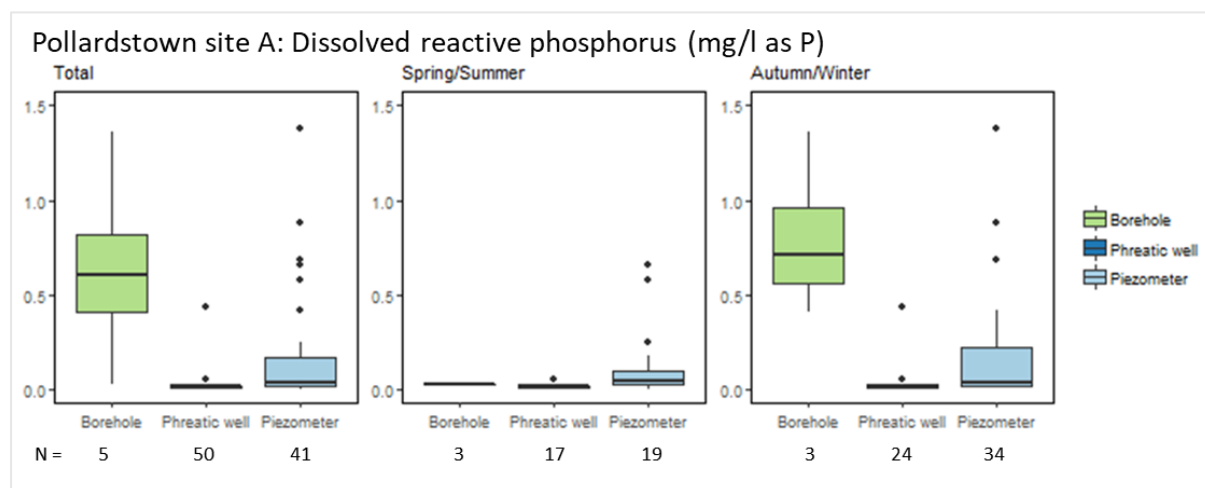 Pollardstown site A: Dissolved reactive phosphorus (mg/l as P)
Total Spring/Summer Autumn/Winter
1.5 1.5 1.5
1.0 1.0 1.0
0.5 0.5 0.5
0.0 0.0 0.0
Borehole
Phreatic well
Piezometer
Borehole Phreatic well Piezometer Borehole Phreatic well Piezometer Borehole Phreatic well Piezometer
N = 5 50 41 3 17 19 3 24 34